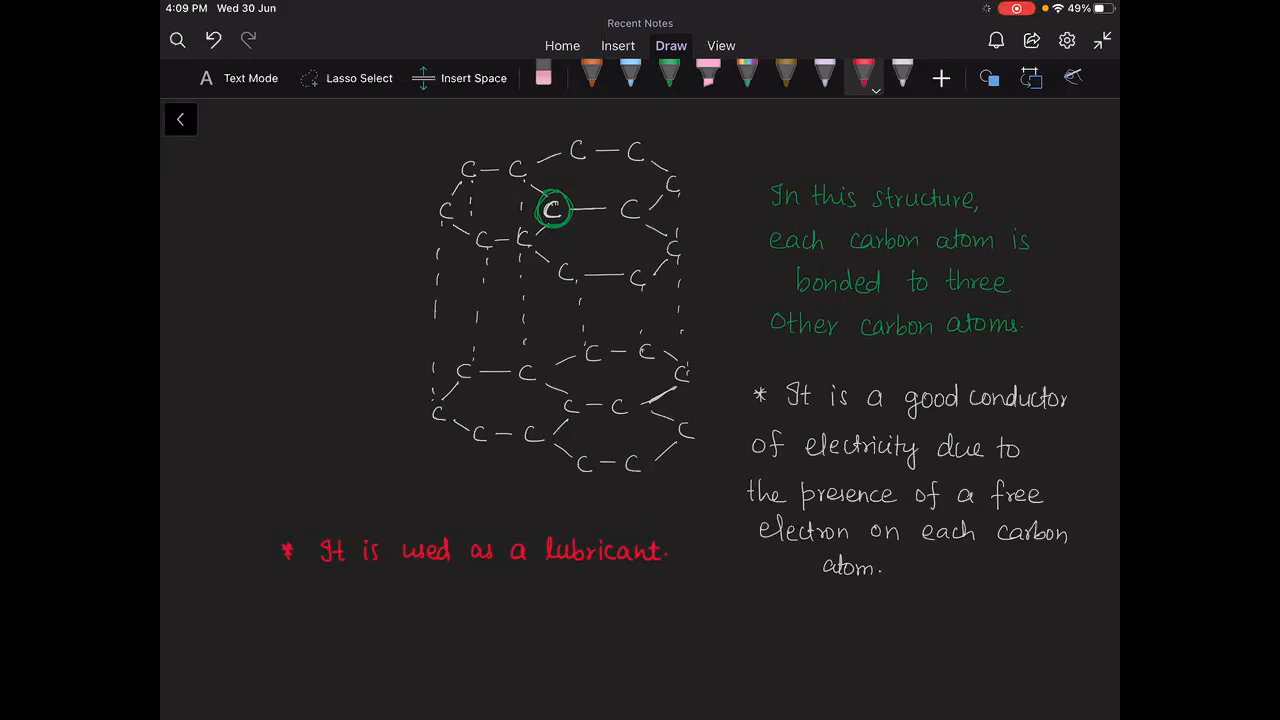 4:09 PM Wed 30 Jun
49%
Recent Notes
Home Insert Draw View
A Text Mode Lasso Select Insert Space
C — C
C — C
C
C C — C
C — C C
C — C
C — C
C — C
C
C — C
C C — C
C — C C
C — C
In this structure,
each carbon atom is
bonded to three
Other carbon atoms.
* It is a good conductor
of electricity due to
the presence of a free
electron on each carbon
atom.
* It is used as a lubricant.